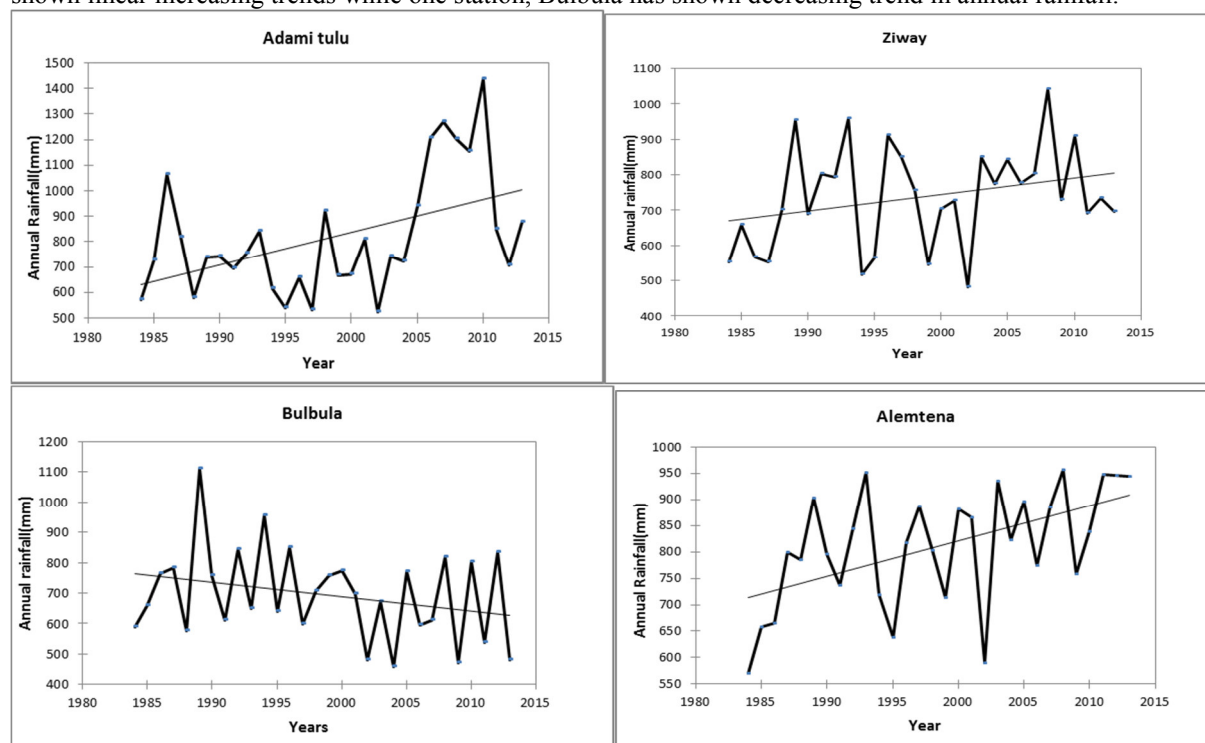 shown linear increasing trends while one station, Bulbula has shown decreasing trend in annual rainfall.
Adami tulu
Annual Rainfall(mm)
1500
1400
1300
1200
1100
1000
900
800
700
600
500
1980 1985 1990 1995 2000 2005 2010 2015
Year
Ziway
Annual rainfall(mm)
1100
1000
900
800
700
600
500
400
1980 1985 1990 1995 2000 2005 2010 2015
Year
Bulbula
Annual rainfall(mm)
1200
1100
1000
900
800
700
600
500
400
1980 1985 1990 1995 2000 2005 2010 2015
Years
Alemtena
Annual Rainfall(mm)
1000
950
900
850
800
750
700
650
600
550
1980 1985 1990 1995 2000 2005 2010 2015
Year